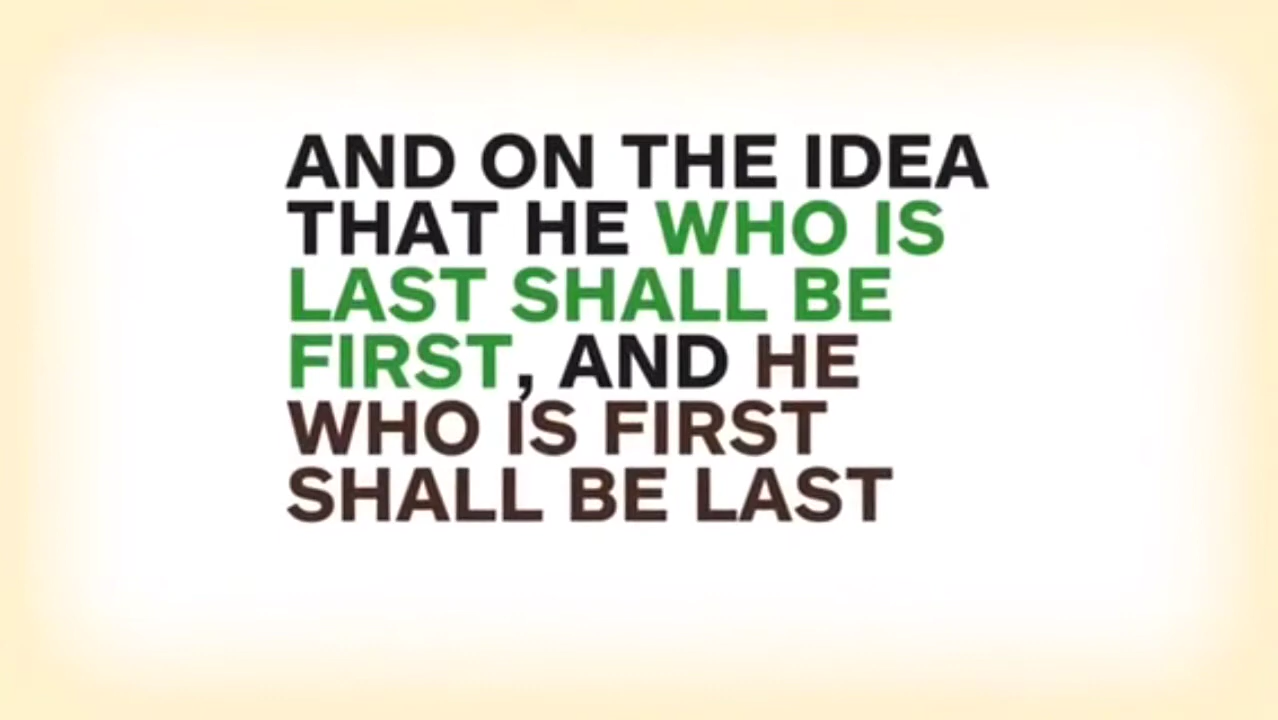 AND ON THE IDEA
THAT HE WHO IS
LAST SHALL BE
FIRST, AND HE
WHO IS FIRST
SHALL BE LAST